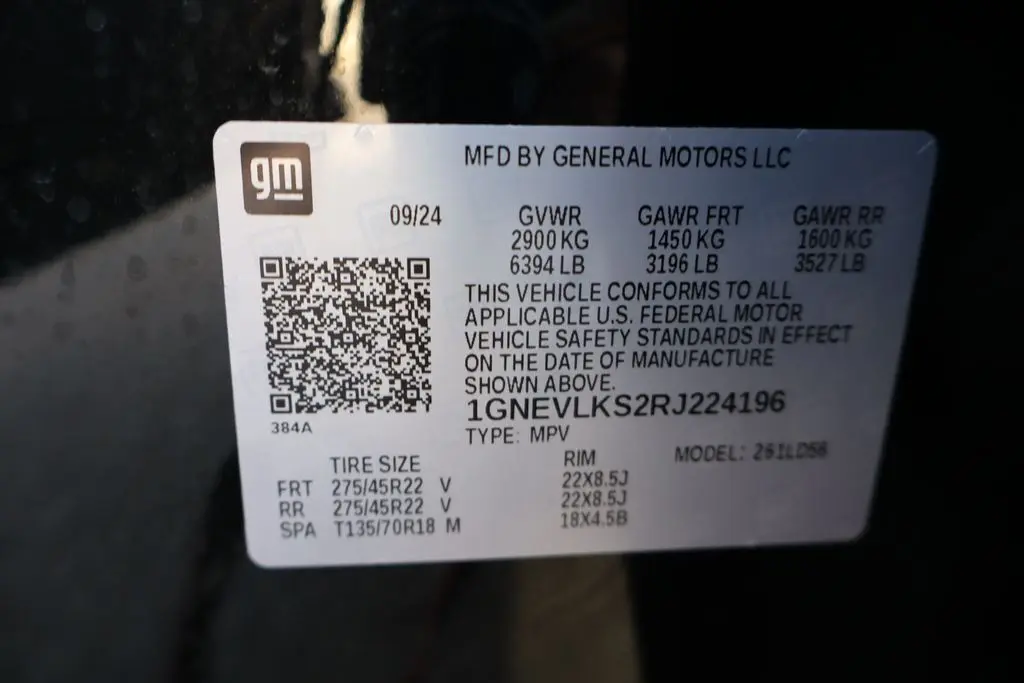 gm
MFD BY GENERAL MOTORS LLC
09/24 GVWR GAWR FRT GAWR RR
2900 KG 1450 KG 1600 KG
6394 LB 3196 LB 3527 LB
THIS VEHICLE CONFORMS TO ALL
APPLICABLE U.S. FEDERAL MOTOR
VEHICLE SAFETY STANDARDS IN EFFECT
ON THE DATE OF MANUFACTURE
SHOWN ABOVE.
1GNEVLKS2RJ224196
384A
TYPE: MPV
MODEL: 261LD56
TIRE SIZE RIM
FRT 275/45R22 V 22X8.5J
RR 275/45R22 V 22X8.5J
SPA T135/70R18 M 18X4.5B